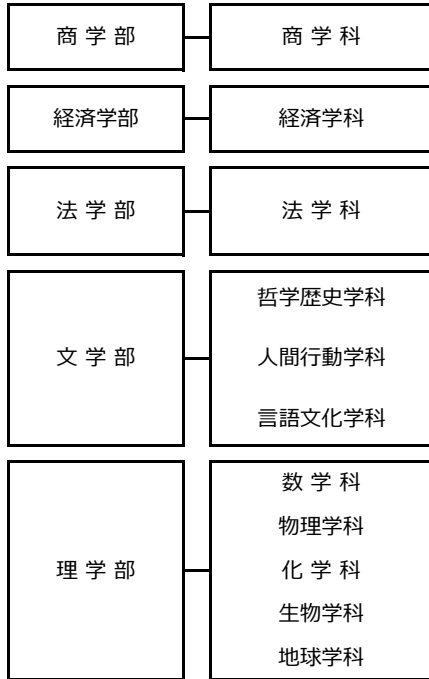 商学部
商学科
経済学部
経済学科
法学部
法学科
文学部
哲学歴史学科
人間行動学科
言語文化学科
理学部
数学科
物理学科
化学科
生物学科
地球学科